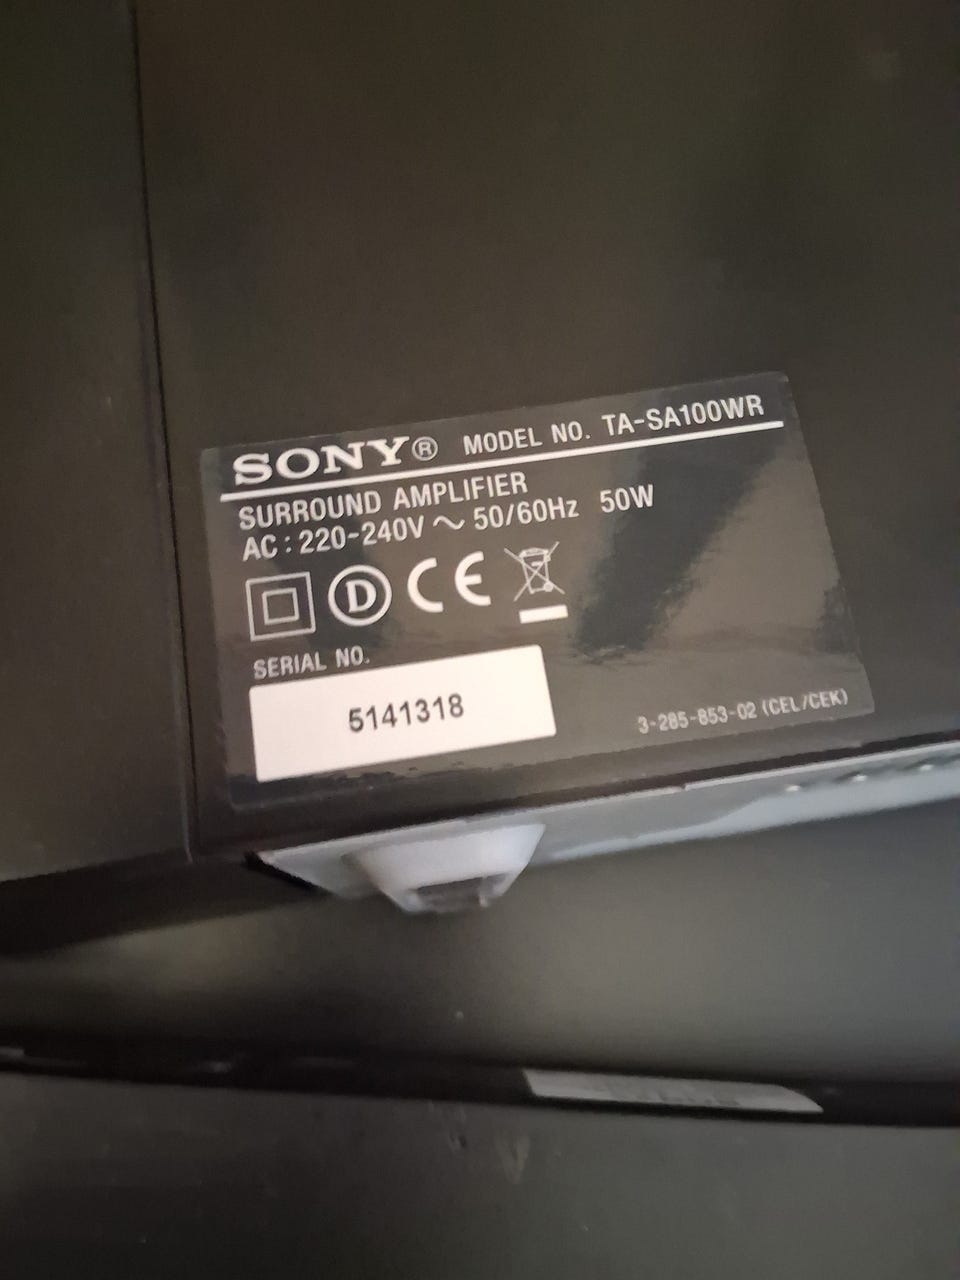 SONY® MODEL NO. TA-SA100WR
SURROUND AMPLIFIER
AC : 220-240V ~ 50/60Hz 50W
D CE
SERIAL NO.
5141318
3-285-853-02 (CEL/CEK)